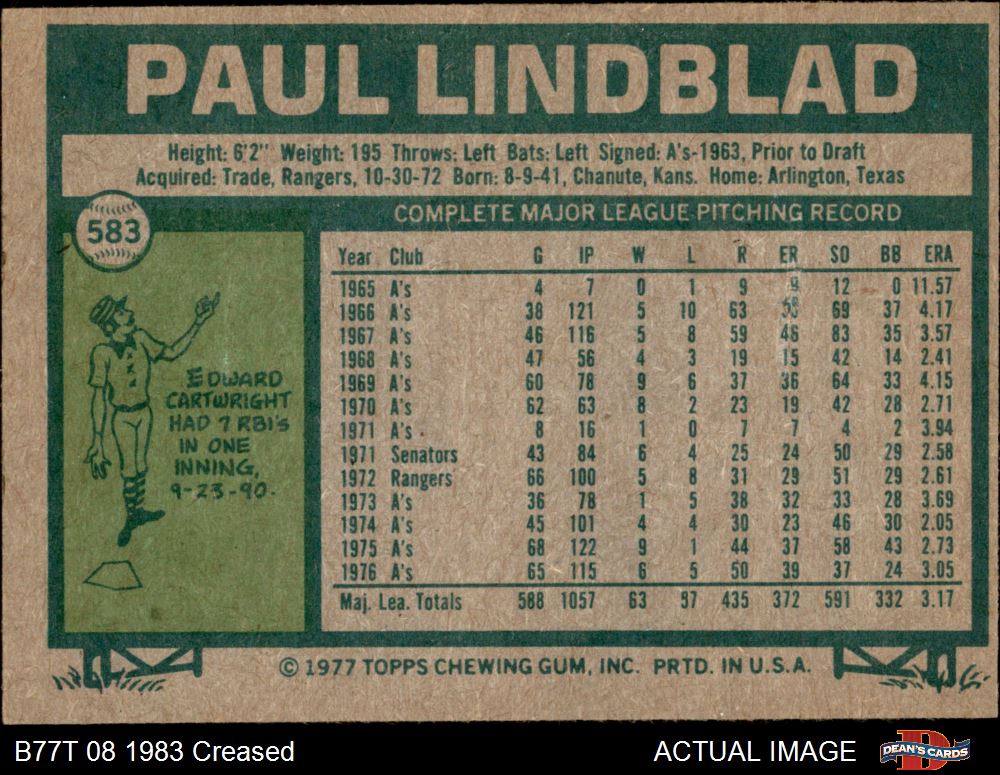 PAUL LINDBLAD
Height: 6'2" Weight: 195 Throws: Left Bats: Left Signed: A's-1963, Prior to Draft
Acquired: Trade, Rangers, 10-30-72 Born: 8-9-41, Chanute, Kans. Home: Arlington, Texas
583
COMPLETE MAJOR LEAGUE PITCHING RECORD
EDWARD
CARTWRIGHT
HAD 7 RBI'S
IN ONE
INNING,
9-23-90.
Year Club G IP W L R ER SO BB ERA
1965 A's 4 7 0 1 9 9 12 0 11.57
1966 A's 38 121 5 10 63 37 4.17
1967 A's 46 116 5 8 59 46 83 35 3.57
1968 A's 47 56 4 3 19 15 42 14 2.41
1969 A's 60 78 9 6 37 36 64 33 4.15
1970 A's 62 63 8 2 23 19 42 28 2.71
1971 A's 8 16 1 0 7 7 4 2 3.94
1971 Senators 43 84 6 4 25 24 50 29 2.58
1972 Rangers 66 100 5 8 31 29 51 29 2.61
1973 A's 36 78 1 5 38 32 33 28 3.69
1974 A's 45 101 4 4 30 23 46 30 2.05
1975 A's 68 122 9 1 44 37 58 43 2.73
1976 A's 65 115 6 5 50 39 37 24 3.05
Maj. Lea. Totals 588 1057 63 57 435 372 591 332 3.17
© 1977 TOPPS CHEWING GUM, INC. PRTD. IN U.S.A.
B77T 08 1983 Creased
ACTUAL IMAGE
DEAN'S CARDS